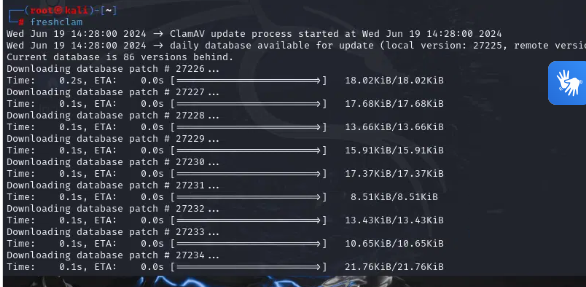 ┌──(root㉿kali)-[~]
└─# freshclam
Wed Jun 19 14:28:00 2024 → ClamAV update process started at Wed Jun 19 14:28:00 2024
Wed Jun 19 14:28:00 2024 → daily database available for update (local version: 27225, remote versi
Current database is 86 versions behind.
Downloading database patch # 27226...
Time:    0.2s, ETA:    0.0s [========================>]   18.02KiB/18.02KiB
Downloading database patch # 27227...
Time:    0.1s, ETA:    0.0s [========================>]   17.68KiB/17.68KiB
Downloading database patch # 27228...
Time:    0.1s, ETA:    0.0s [========================>]   13.66KiB/13.66KiB
Downloading database patch # 27229...
Time:    0.1s, ETA:    0.0s [========================>]   15.91KiB/15.91KiB
Downloading database patch # 27230...
Time:    0.1s, ETA:    0.0s [========================>]   17.37KiB/17.37KiB
Downloading database patch # 27231...
Time:    0.1s, ETA:    0.0s [========================>]    8.51KiB/8.51KiB
Downloading database patch # 27232...
Time:    0.1s, ETA:    0.0s [========================>]   13.43KiB/13.43KiB
Downloading database patch # 27233...
Time:    0.1s, ETA:    0.0s [========================>]   10.65KiB/10.65KiB
Downloading database patch # 27234...
Time:    0.1s, ETA:    0.0s [========================>]   21.76KiB/21.76KiB